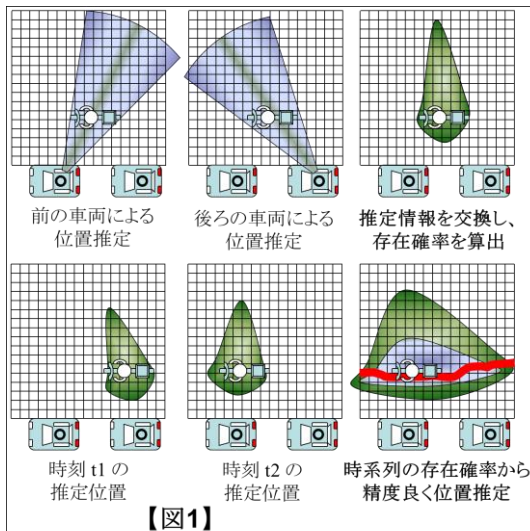 前の車両による
位置推定
後ろの車両による
位置推定
推定情報を交換し、
存在確率を算出
時刻 t1 の
推定位置
時刻 t2 の
推定位置
時系列の存在確率から
精度良く位置推定
【図1】